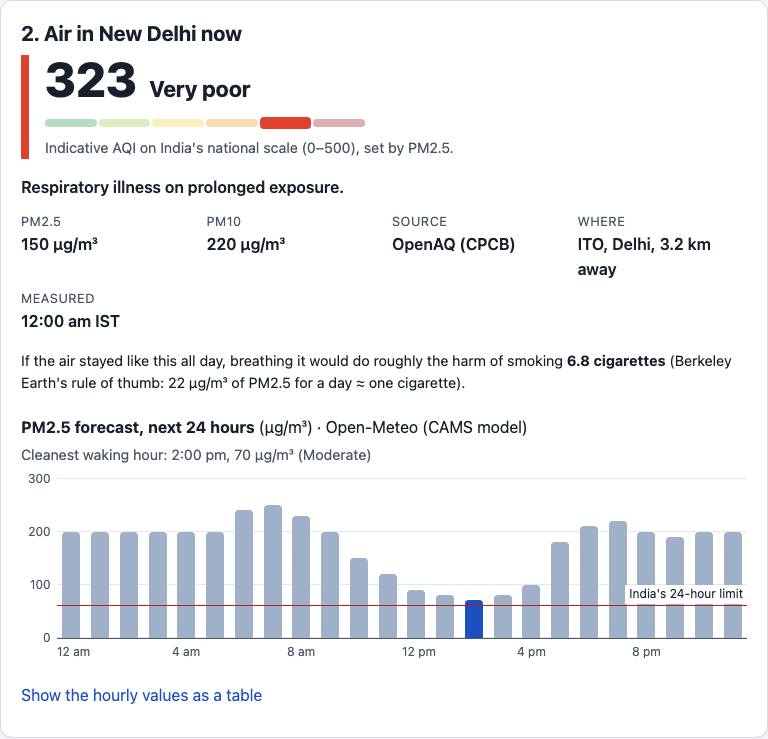 2. Air in New Delhi now
323 Very poor
Indicative AQI on India's national scale (0–500), set by PM2.5.
Respiratory illness on prolonged exposure.
PM2.5
150 µg/m³
PM10
220 µg/m³
SOURCE
OpenAQ (CPCB)
WHERE
ITO, Delhi, 3.2 km
away
MEASURED
12:00 am IST
If the air stayed like this all day, breathing it would do roughly the harm of smoking 6.8 cigarettes (Berkeley
Earth's rule of thumb: 22 µg/m³ of PM2.5 for a day ≈ one cigarette).
PM2.5 forecast, next 24 hours (µg/m³) · Open-Meteo (CAMS model)
Cleanest waking hour: 2:00 pm, 70 µg/m³ (Moderate)
300
200
100
India's 24-hour limit
0
12 am 4 am 8 am 12 pm 4 pm 8 pm
Show the hourly values as a table